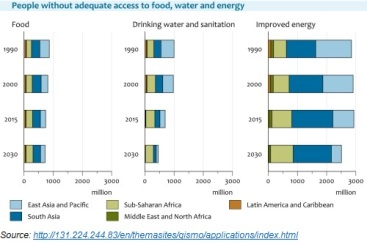 People without adequate access to food, water and energy
Food
Drinking water and sanitation
Improved energy
1990
1990
1990
2000
2000
2000
2015
2015
2015
2030
2030
2030
0 1000 2000 3000
0 1000 2000 3000
0 1000 2000 3000
million
million
million
East Asia and Pacific
Sub-Saharan Africa
Latin America and Caribbean
South Asia
Middle East and North Africa
Source: http://131.224.244.83/en/themasites/gismo/applications/index.html